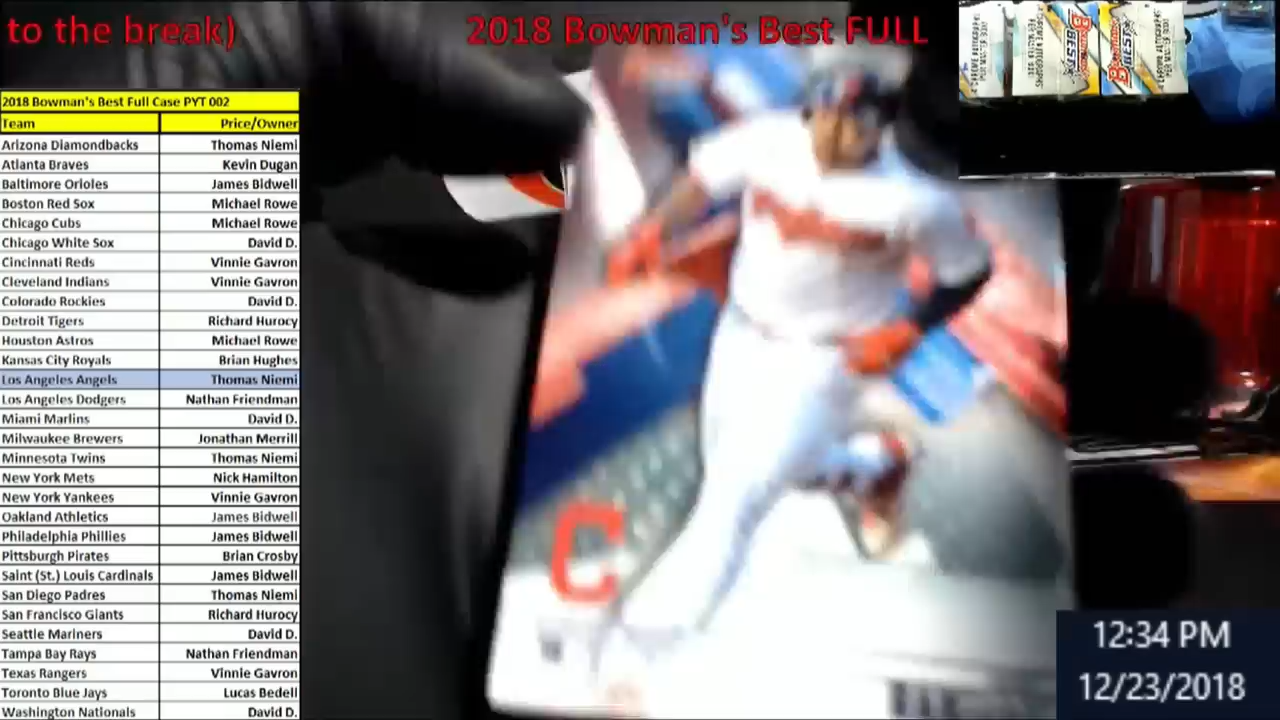 to the break)
2018 Bowman's Best FULL
2018 Bowman's Best Full Case PYT 002
Team Price/Owner
Arizona Diamondbacks Thomas Niemi
Atlanta Braves Kevin Dugan
Baltimore Orioles James Bidwell
Boston Red Sox Michael Rowe
Chicago Cubs Michael Rowe
Chicago White Sox David D.
Cincinnati Reds Vinnie Gavron
Cleveland Indians Vinnie Gavron
Colorado Rockies David D.
Detroit Tigers Richard Hurocy
Houston Astros Michael Rowe
Kansas City Royals Brian Hughes
Los Angeles Angels Thomas Niemi
Los Angeles Dodgers Nathan Friendman
Miami Marlins David D.
Milwaukee Brewers Jonathan Merrill
Minnesota Twins Thomas Niemi
New York Mets Nick Hamilton
New York Yankees Vinnie Gavron
Oakland Athletics James Bidwell
Philadelphia Phillies James Bidwell
Pittsburgh Pirates Brian Crosby
Saint (St.) Louis Cardinals James Bidwell
San Diego Padres Thomas Niemi
San Francisco Giants Richard Hurocy
Seattle Mariners David D.
Tampa Bay Rays Nathan Friendman
Texas Rangers Vinnie Gavron
Toronto Blue Jays Lucas Bedell
Washington Nationals David D.
C
12:34 PM
12/23/2018